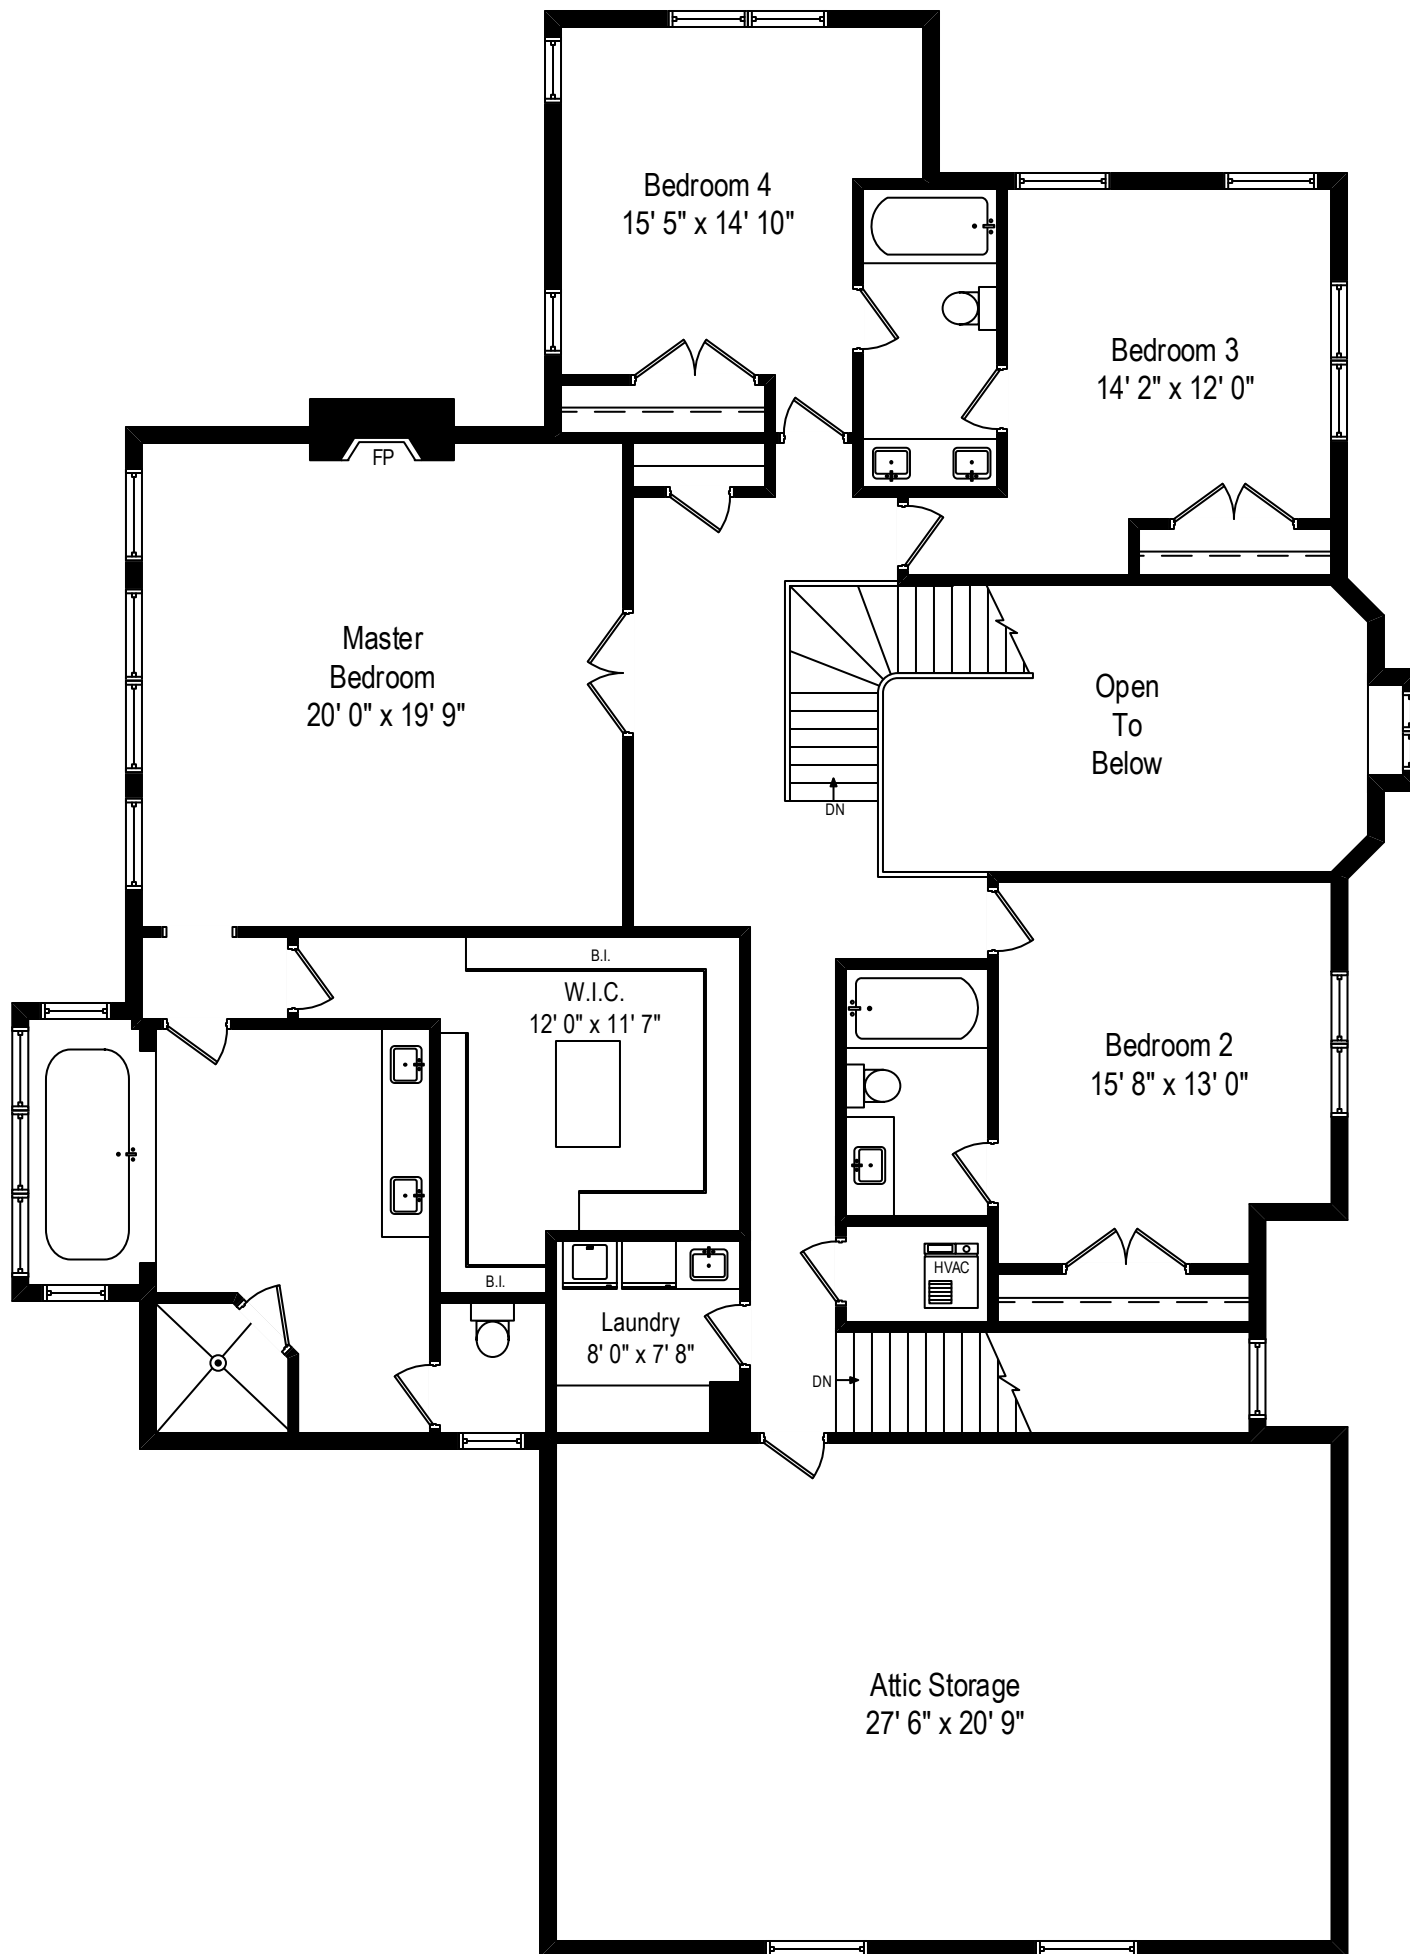 Bedroom 4
15' 5" x 14' 10"
Bedroom 3
14' 2" x 12' 0"
FP
Master
Bedroom
20' 0" x 19' 9"
Open
To
Below
DN
B.I.
W.I.C.
12' 0" x 11' 7"
Bedroom 2
15' 8" x 13' 0"
HVAC
B.I.
Laundry
8' 0" x 7' 8"
DN
Attic Storage
27' 6" x 20' 9"